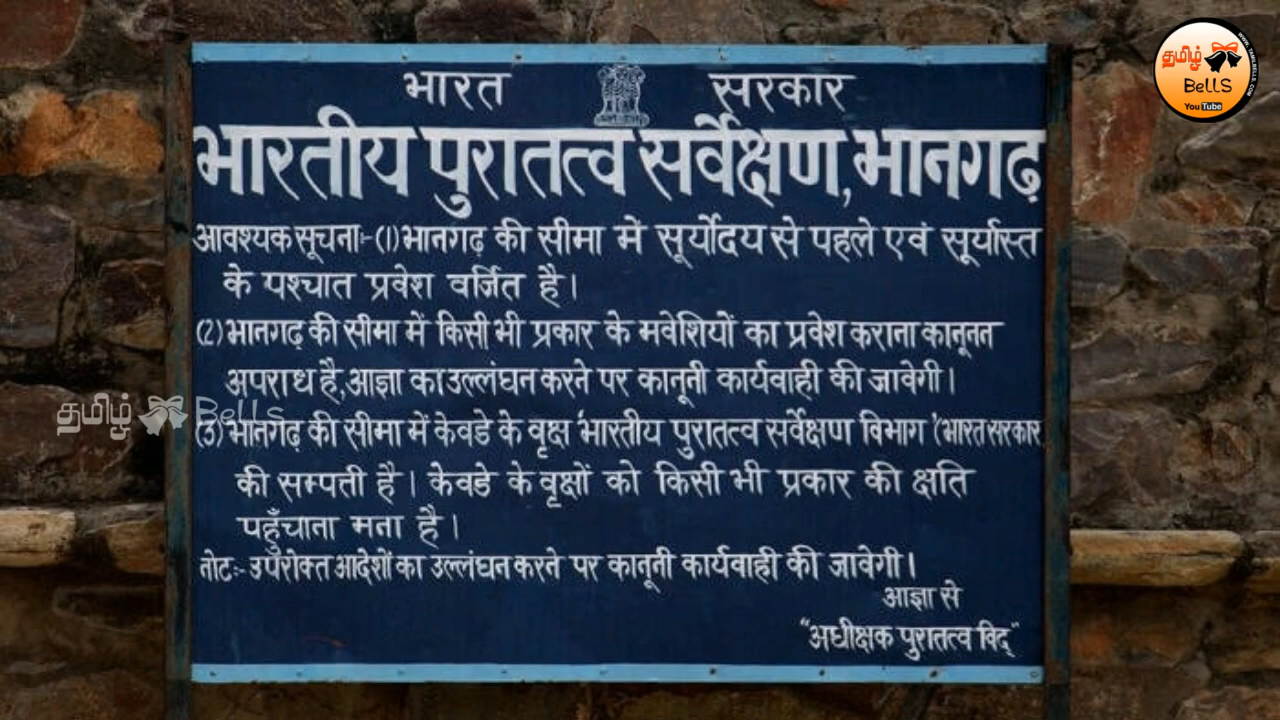 भारत सरकार
भारतीय पुरातत्व सर्वेक्षण,भानगढ़
आवश्यक सूचनाः-(1)भानगढ़ की सीमा में सूर्योदय से पहले एवं सूर्यास्त
के पश्चात प्रवेश वर्जित है।
(2)भानगढ़ की सीमा में किसी भी प्रकार के मवेशियों का प्रवेश कराना कानूनन
अपराध है,आज्ञा का उल्लंघन करने पर कानूनी कार्यवाही की जावेगी।
(3)भानगढ़ की सीमा में केवडे के वृक्ष 'भारतीय पुरातत्व सर्वेक्षण विभाग '(भारत सरकार
की सम्पती है। केवडे के वृक्षों को किसी भी प्रकार की क्षति
पहुँचाना मना है।
नोटः- उपरोक्त आदेशों का उल्लंघन करने पर कानूनी कार्यवाही की जावेगी।
आज्ञा से
"अधीक्षक पुरातत्व विद्"
தமிழ் Bells
தமிழ்
BellS
YouTube
WWW.TAMILBELLS.COM